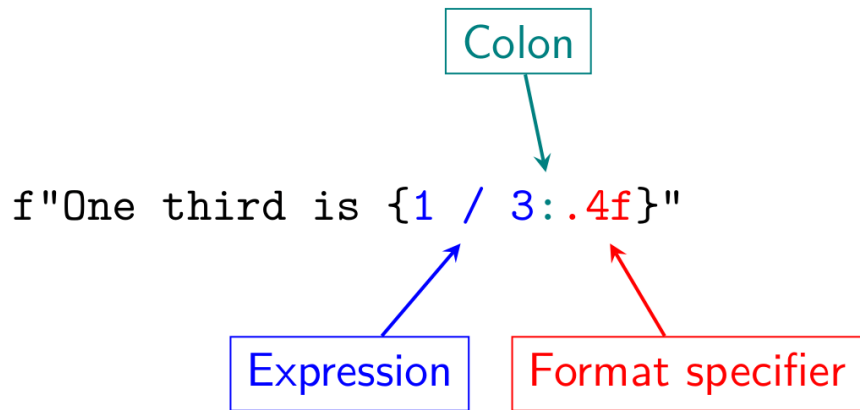 Colon
f"One third is {1 / 3:.4f}"
Expression
Format specifier